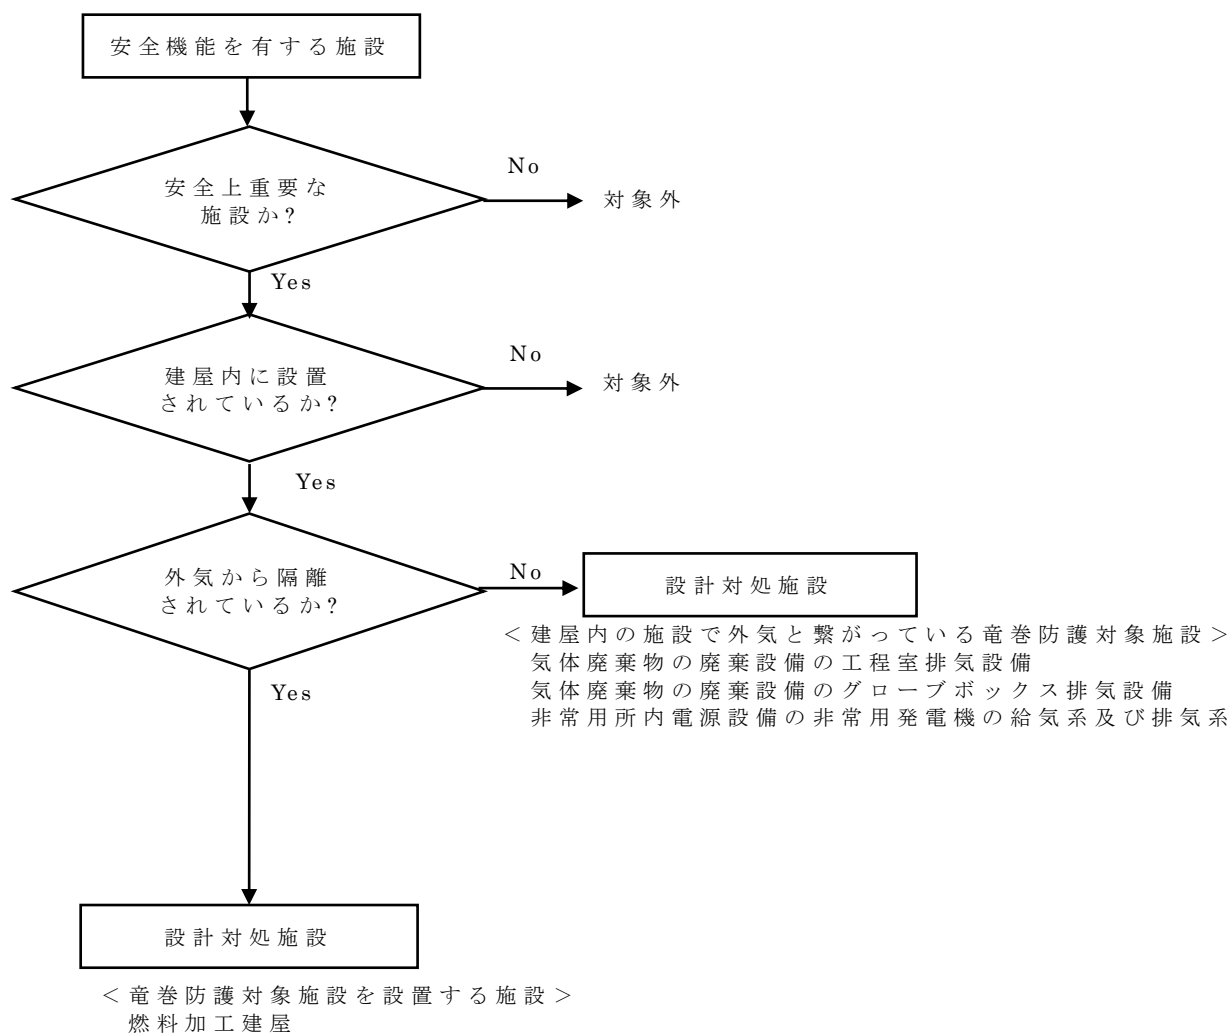 安全機能を有する施設
安全上重要な
施設か?
No
対象外
Yes
建屋内に設置
されているか?
No
対象外
Yes
外気から隔離
されているか?
No
設計対処施設
＜建屋内の施設で外気と繋がっている竜巻防護対象施設＞
気体廃棄物の廃棄設備の工程室排気設備
気体廃棄物の廃棄設備のグローブボックス排気設備
非常用所内電源設備の非常用発電機の給気系及び排気系
Yes
設計対処施設
＜竜巻防護対象施設を設置する施設＞
燃料加工建屋